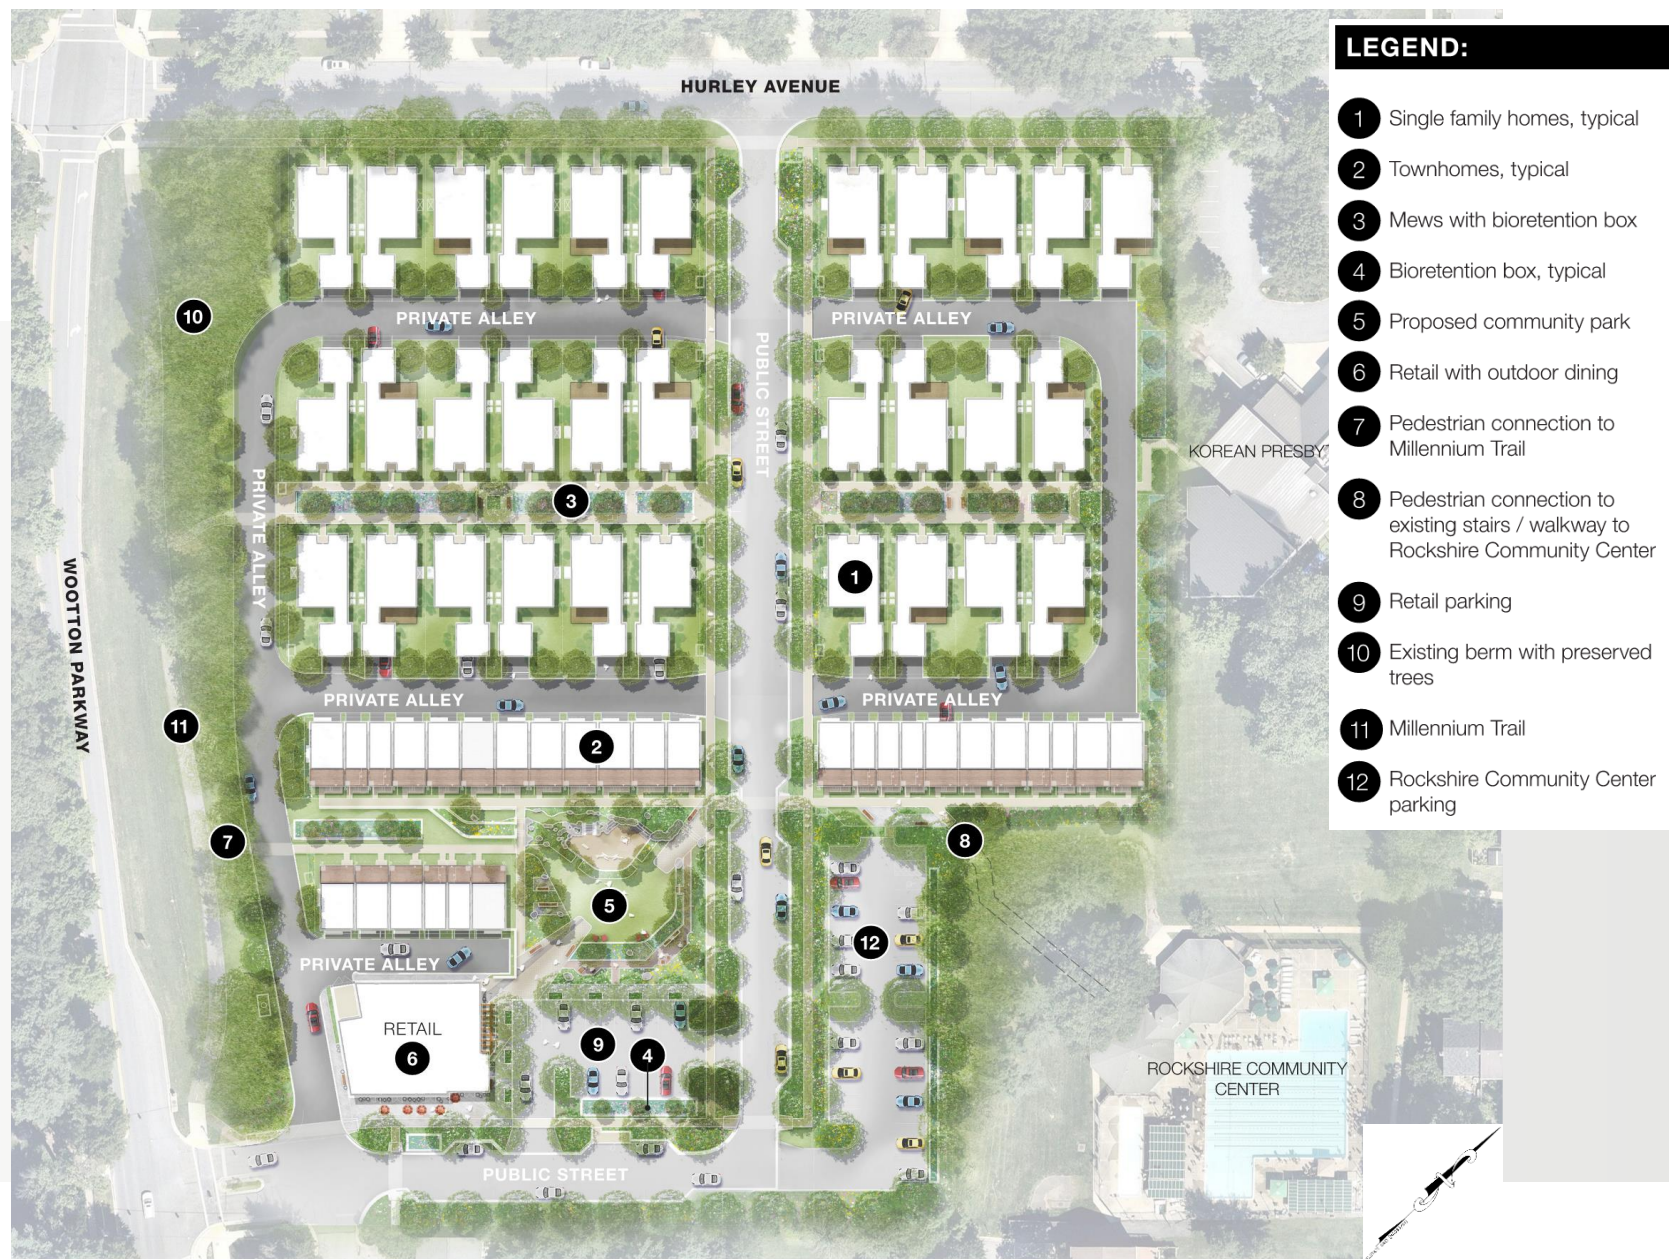 HURLEY AVENUE
PRIVATE ALLEY
PRIVATE ALLEY
PUBLIC STREET
PRIVATE ALLEY
WOOTTON PARKWAY
10
3
1
KOREAN PRESBY
PRIVATE ALLEY
PRIVATE ALLEY
11
2
7
8
5
12
PRIVATE ALLEY
RETAIL
6
9
4
ROCKSHIRE COMMUNITY
CENTER
PUBLIC STREET
LEGEND:
1 Single family homes, typical
2 Townhomes, typical
3 Mews with bioretention box
4 Bioretention box, typical
5 Proposed community park
6 Retail with outdoor dining
7 Pedestrian connection to
Millennium Trail
8 Pedestrian connection to
existing stairs / walkway to
Rockshire Community Center
9 Retail parking
10 Existing berm with preserved
trees
11 Millennium Trail
12 Rockshire Community Center
parking